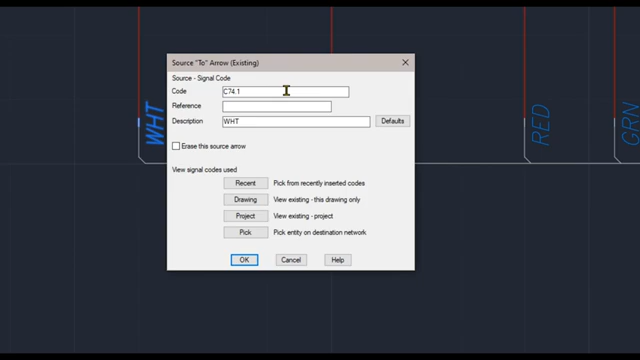 Source "To" Arrow (Existing)
Source - Signal Code
Code C74.1
Reference
Description WHT Defaults
Erase this source arrow
View signal codes used
Recent Pick from recently inserted codes
Drawing View existing - this drawing only
Project View existing - project
Pick Pick entity on destination network
OK Cancel Help
WHT
RED
GRN